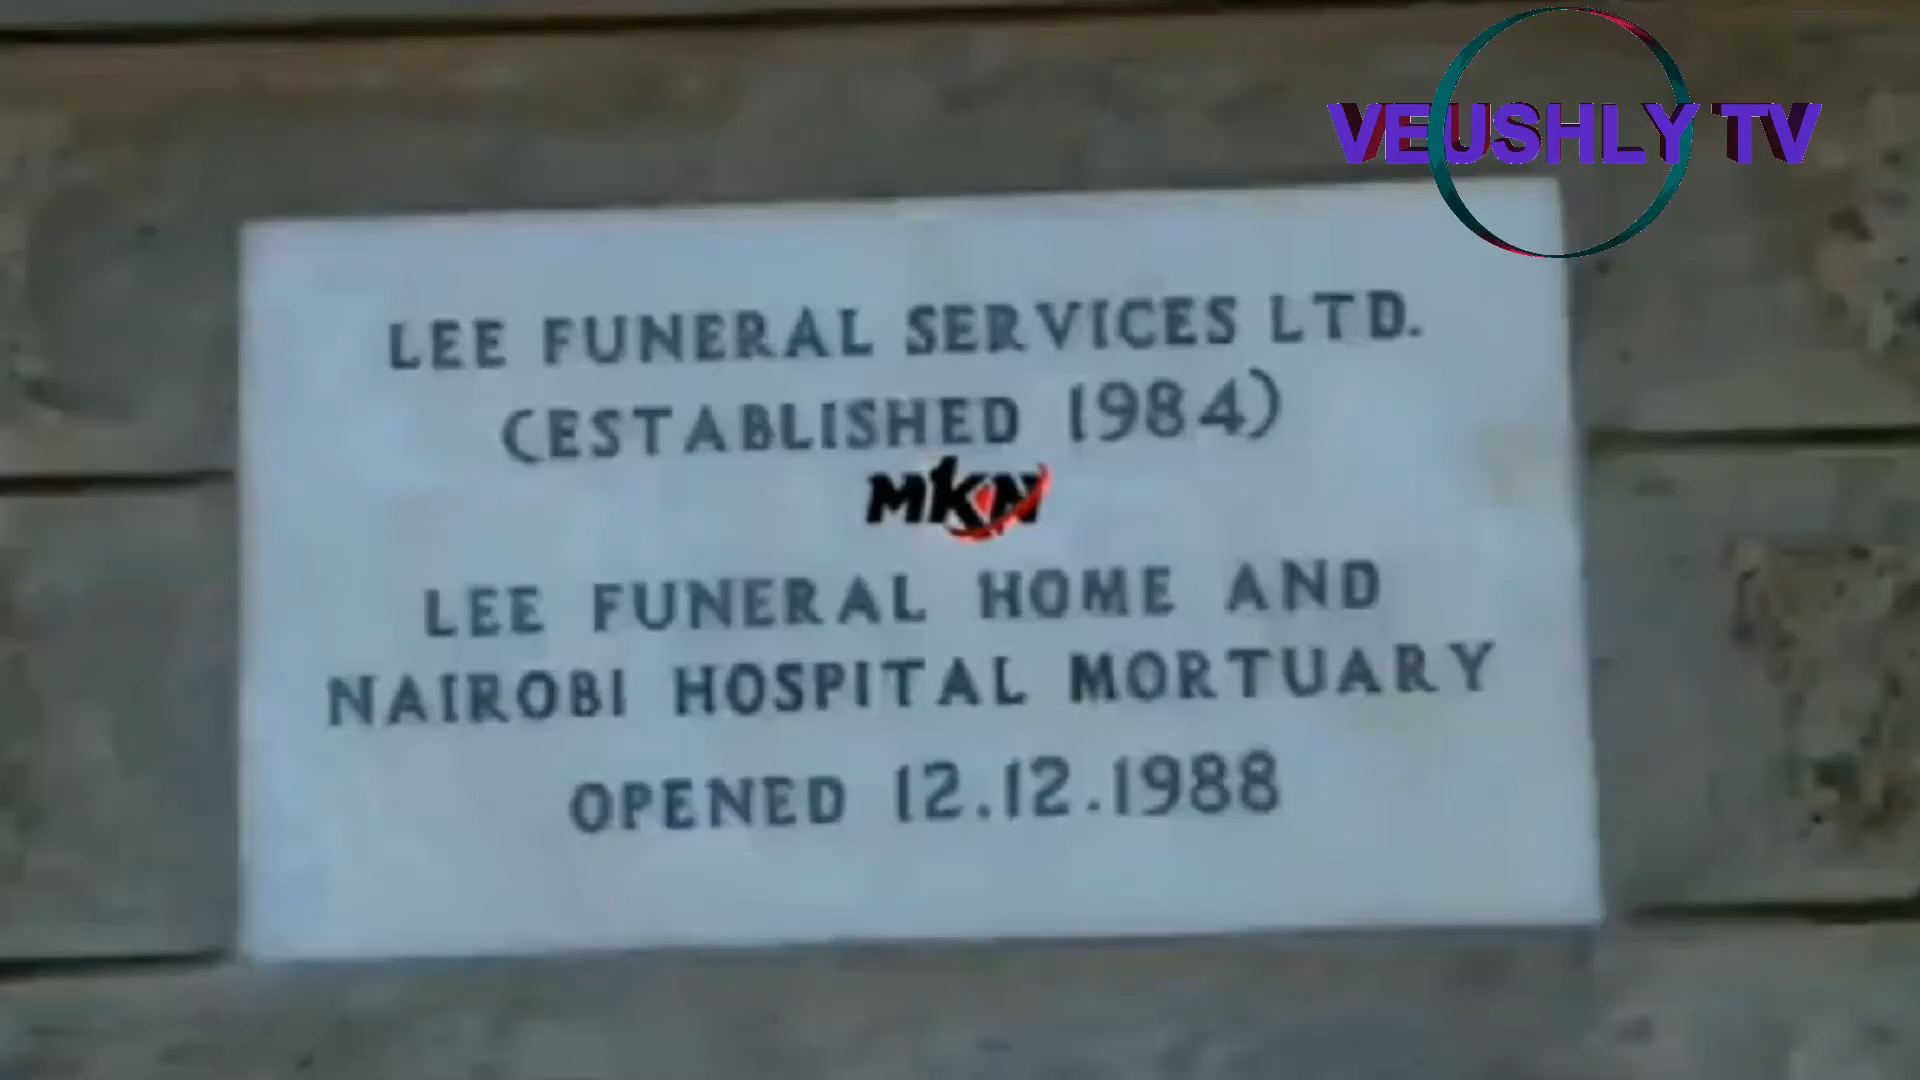 VEUSHLY TV
LEE FUNERAL SERVICES LTD.
(ESTABLISHED 1984)
MKN
LEE FUNERAL HOME AND
NAIROBI HOSPITAL MORTUARY
OPENED 12.12.1988